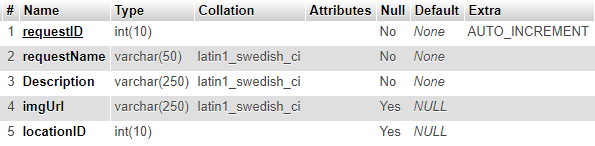 # Name Type Collation Attributes Null Default Extra
1 requestID int(10) No None AUTO_INCREMENT
2 requestName varchar(50) latin1_swedish_ci No None
3 Description varchar(250) latin1_swedish_ci No None
4 imgUrl varchar(250) latin1_swedish_ci Yes NULL
5 locationID int(10) Yes NULL